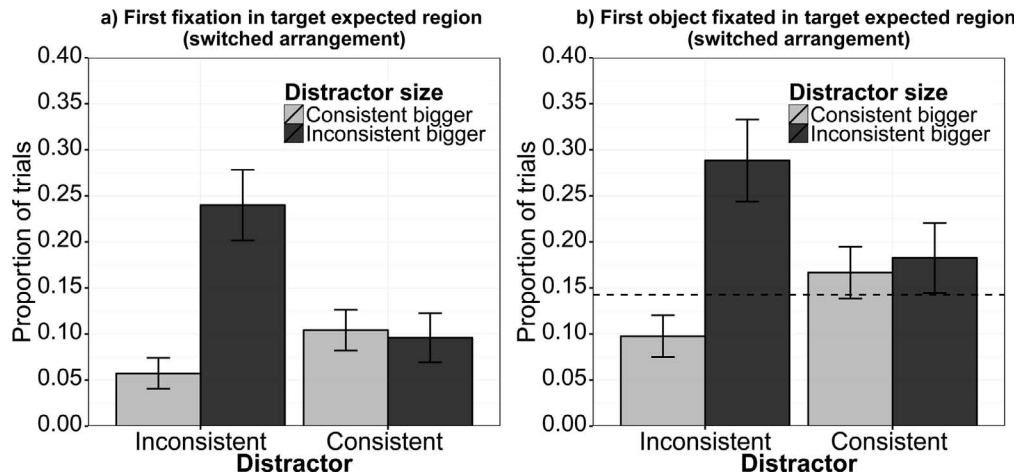 a) First fixation in target expected region
(switched arrangement)
0.40
0.35
0.30
0.25
0.20
0.15
0.10
0.05
0.00
Proportion of trials
Distractor size
Consistent bigger
Inconsistent bigger
Inconsistent Consistent
Distractor
b) First object fixated in target expected region
(switched arrangement)
0.40
0.35
0.30
0.25
0.20
0.15
0.10
0.05
0.00
Proportion of trials
Distractor size
Consistent bigger
Inconsistent bigger
Inconsistent Consistent
Distractor